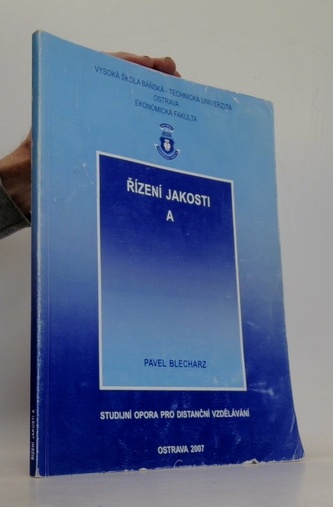 VYSOKÁ ŠKOLA BÁŇSKÁ - TECHNICKÁ UNIVERZITA
OSTRAVA
EKONOMICKÁ FAKULTA
ŘÍZENÍ JAKOSTI
A
PAVEL BLECHARZ
STUDIJNÍ OPORA PRO DISTANČNÍ VZDĚLÁVÁNÍ
OSTRAVA 2007
ŘÍZENÍ JAKOSTI A